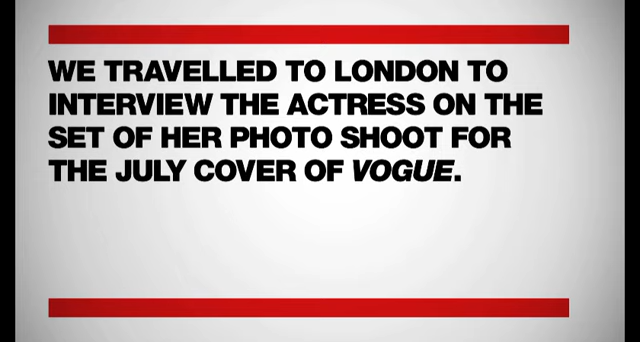 WE TRAVELLED TO LONDON TO
INTERVIEW THE ACTRESS ON THE
SET OF HER PHOTO SHOOT FOR
THE JULY COVER OF VOGUE.